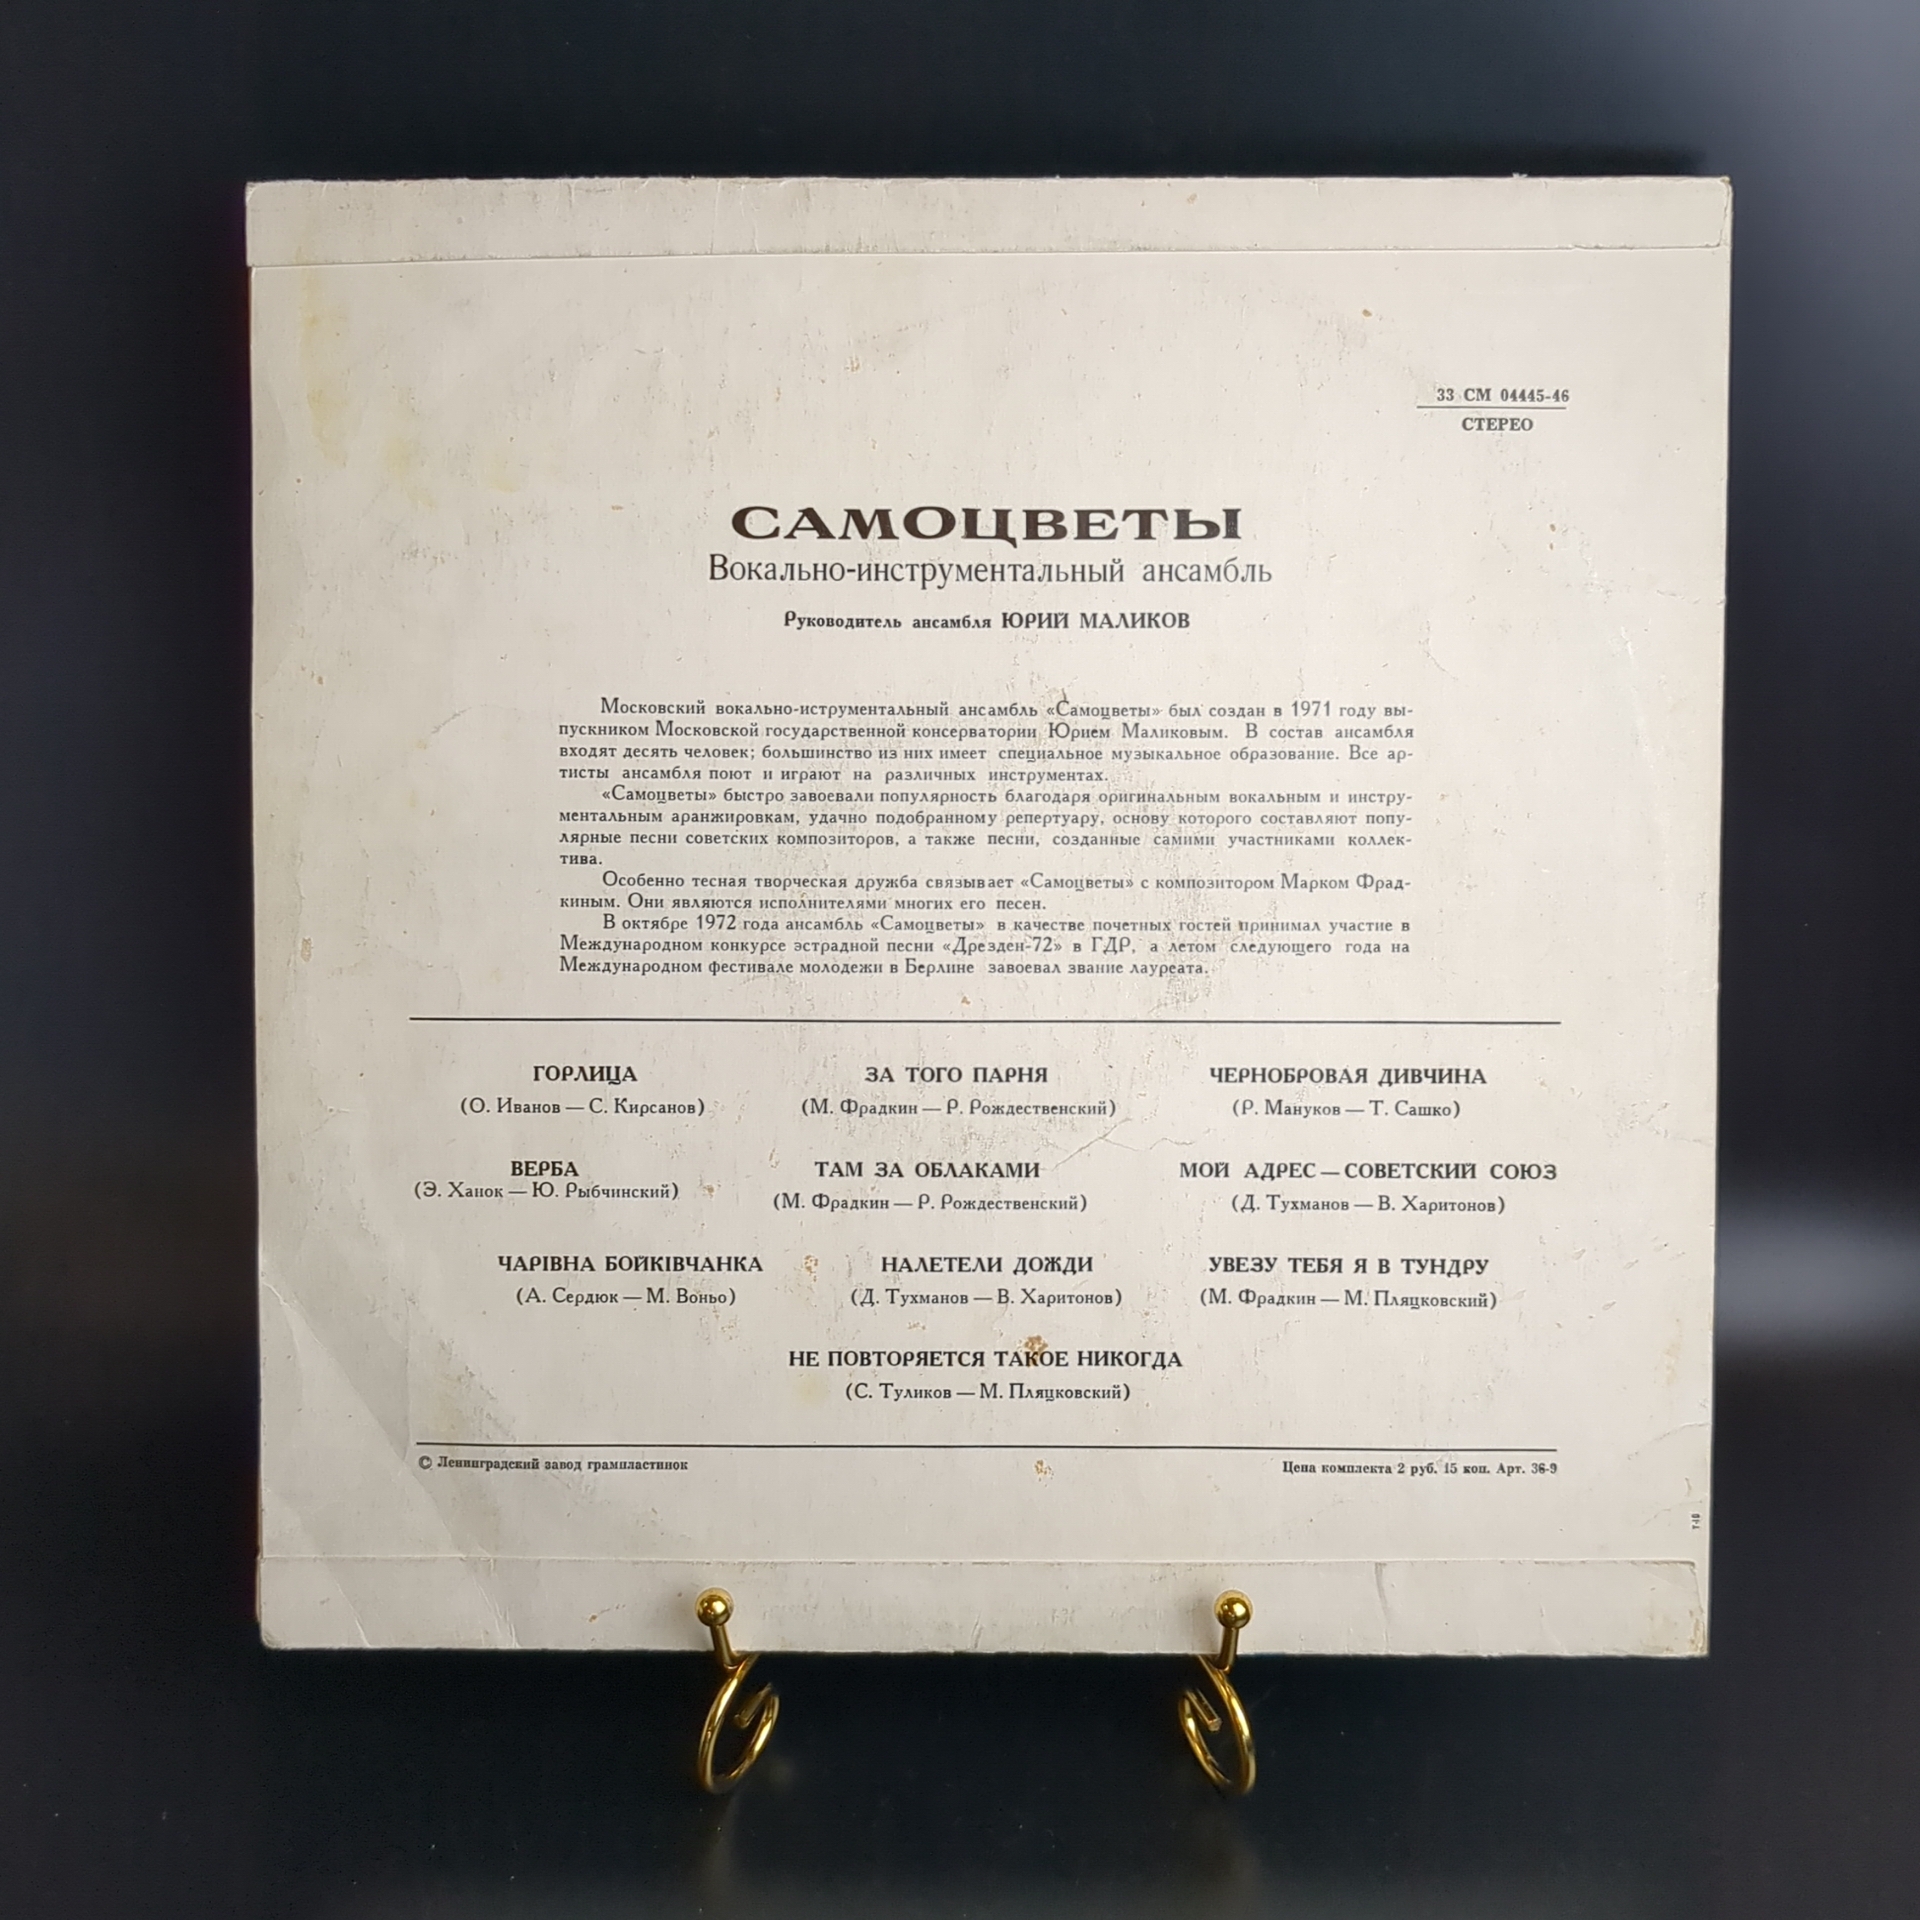 33 СМ 04445-46
СТЕРЕО
САМОЦВЕТЫ
Вокально-инструментальный ансамбль
Руководитель ансамбля ЮРИЙ МАЛИКОВ
Московский вокально-иструментальный ансамбль «Самоцветы» был создан в 1971 году вы-
пускником Московской государственной консерватории Юрием Маликовым. В состав ансамбля
входят десять человек; большинство из них имеет специальное музыкальное образование. Все ар-
тисты ансамбля поют и играют на различных инструментах.
«Самоцветы» быстро завоевали популярность благодаря оригинальным вокальным и инстру-
ментальным аранжировкам, удачно подобранному репертуару, основу которого составляют попу-
лярные песни советских композиторов, а также песни, созданные самими участниками коллек-
тива.
Особенно тесная творческая дружба связывает «Самоцветы» с композитором Марком Фрад-
киным. Они являются исполнителями многих его песен.
В октябре 1972 года ансамбль «Самоцветы» в качестве почетных гостей принимал участие в
Международном конкурсе эстрадной песни «Дрезден-72» в ГДР, а летом следующего года на
Международном фестивале молодежи в Берлине завоевал звание лауреата.
ГОРЛИЦА
(О. Иванов — С. Кирсанов)
ЗА ТОГО ПАРНЯ
(М. Фрадкин — Р. Рождественский)
ЧЕРНОБРОВАЯ ДИВЧИНА
(Р. Мануков — Т. Сашко)
ВЕРБА
(Э. Ханок — Ю. Рыбчинский)
ТАМ ЗА ОБЛАКАМИ
(М. Фрадкин — Р. Рождественский)
МОЙ АДРЕС — СОВЕТСКИЙ СОЮЗ
(Д. Тухманов — В. Харитонов)
ЧАРІВНА БОЙКІВЧАНКА
(А. Сердюк — М. Воньо)
НАЛЕТЕЛИ ДОЖДИ
(Д. Тухманов — В. Харитонов)
УВЕЗУ ТЕБЯ Я В ТУНДРУ
(М. Фрадкин — М. Пляцковский)
НЕ ПОВТОРЯЕТСЯ ТАКОЕ НИКОГДА
(С. Туликов — М. Пляцковский)
© Ленинградский завод грампластинок
Цена комплекта 2 руб. 15 коп. Арт. 36-9